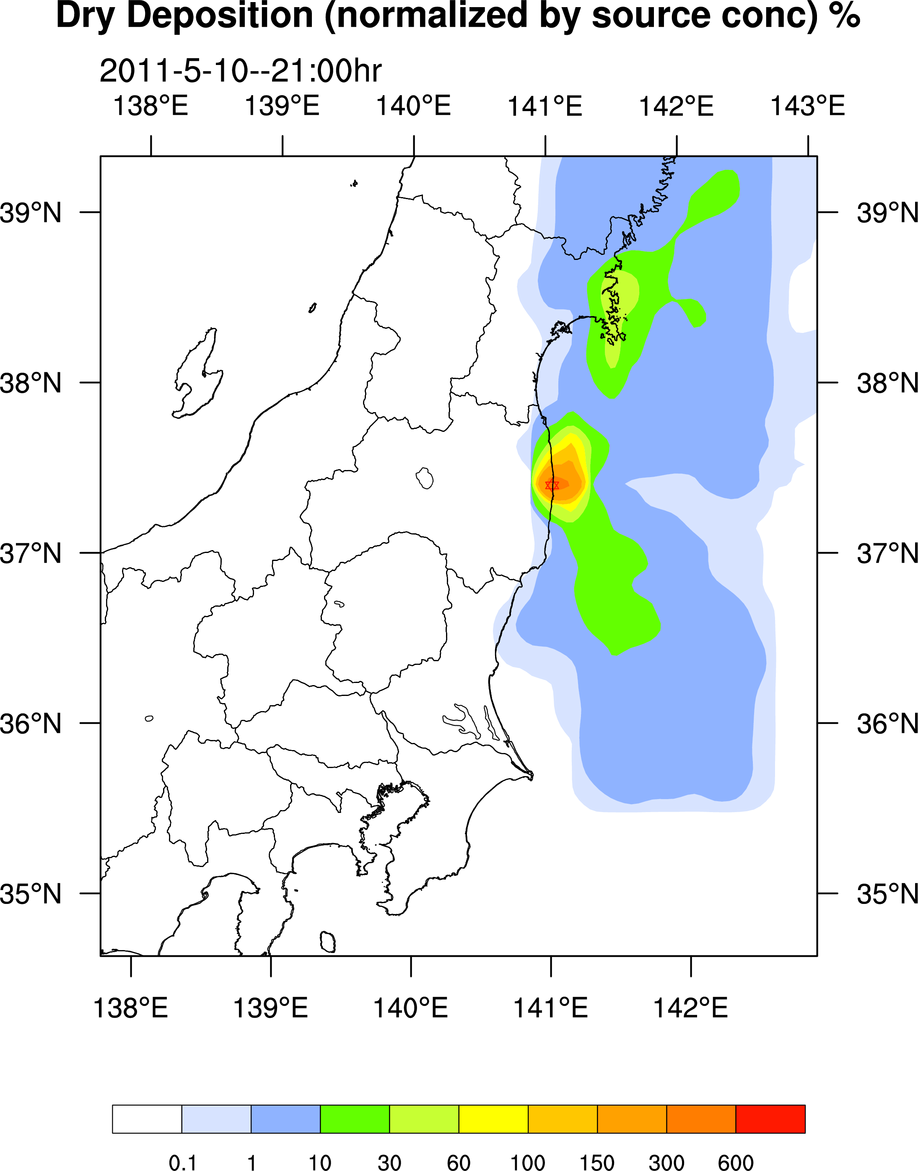 Dry Deposition (normalized by source conc) %
2011-5-10--21:00hr
138°E 139°E 140°E 141°E 142°E 143°E
39°N 39°N
38°N 38°N
37°N 37°N
36°N 36°N
35°N 35°N
138°E 139°E 140°E 141°E 142°E
0.1 1 10 30 60 100 150 300 600